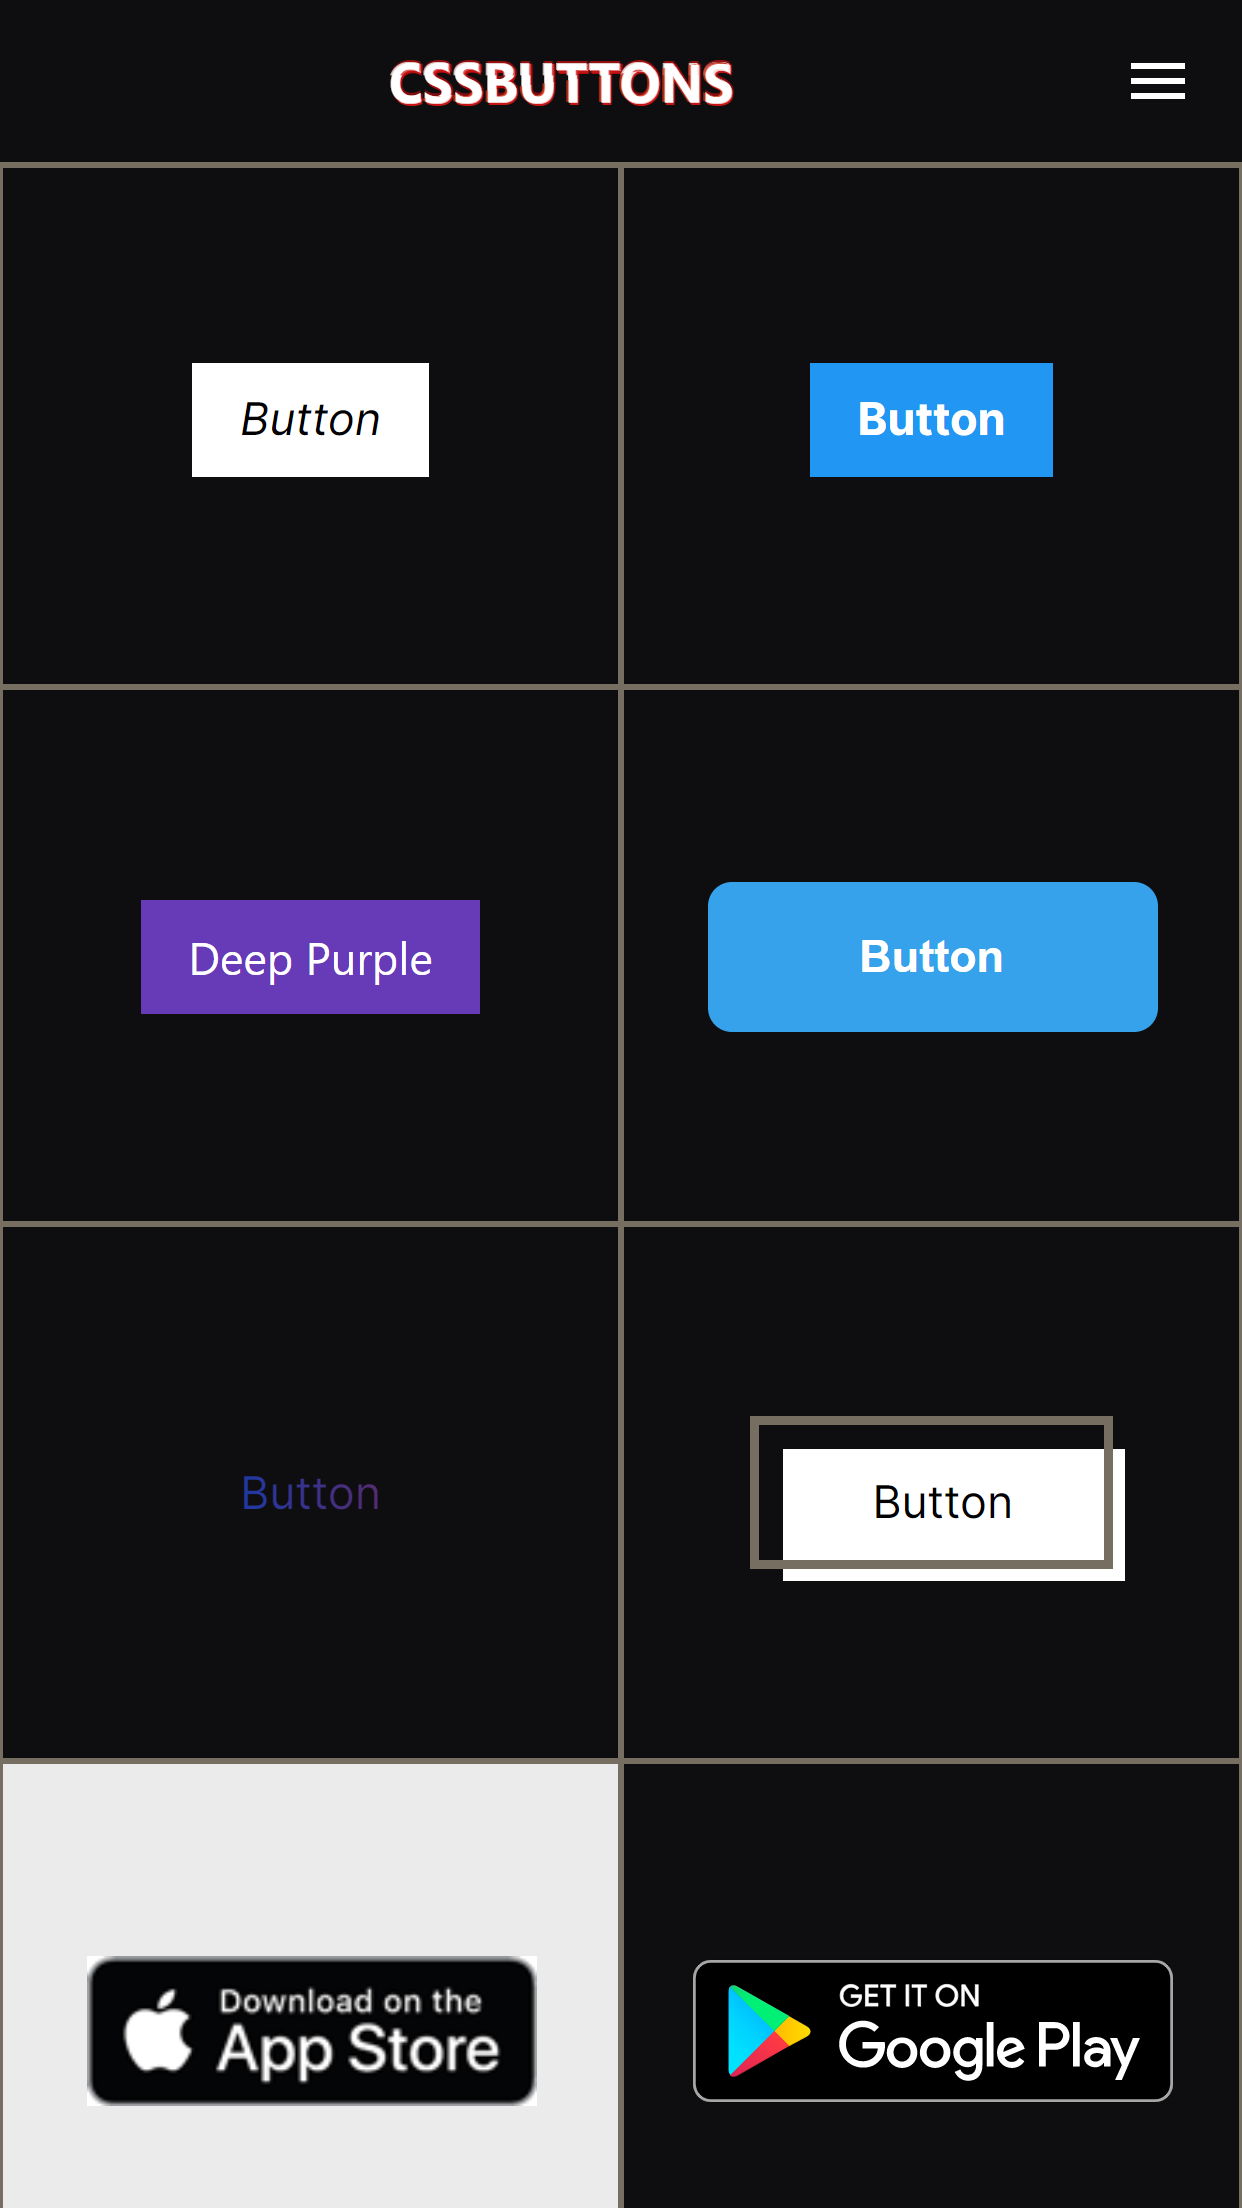 CSSBUTTONS
Button
Button
Deep Purple
Button
Button
Button
Download on the
App Store
GET IT ON
Google Play